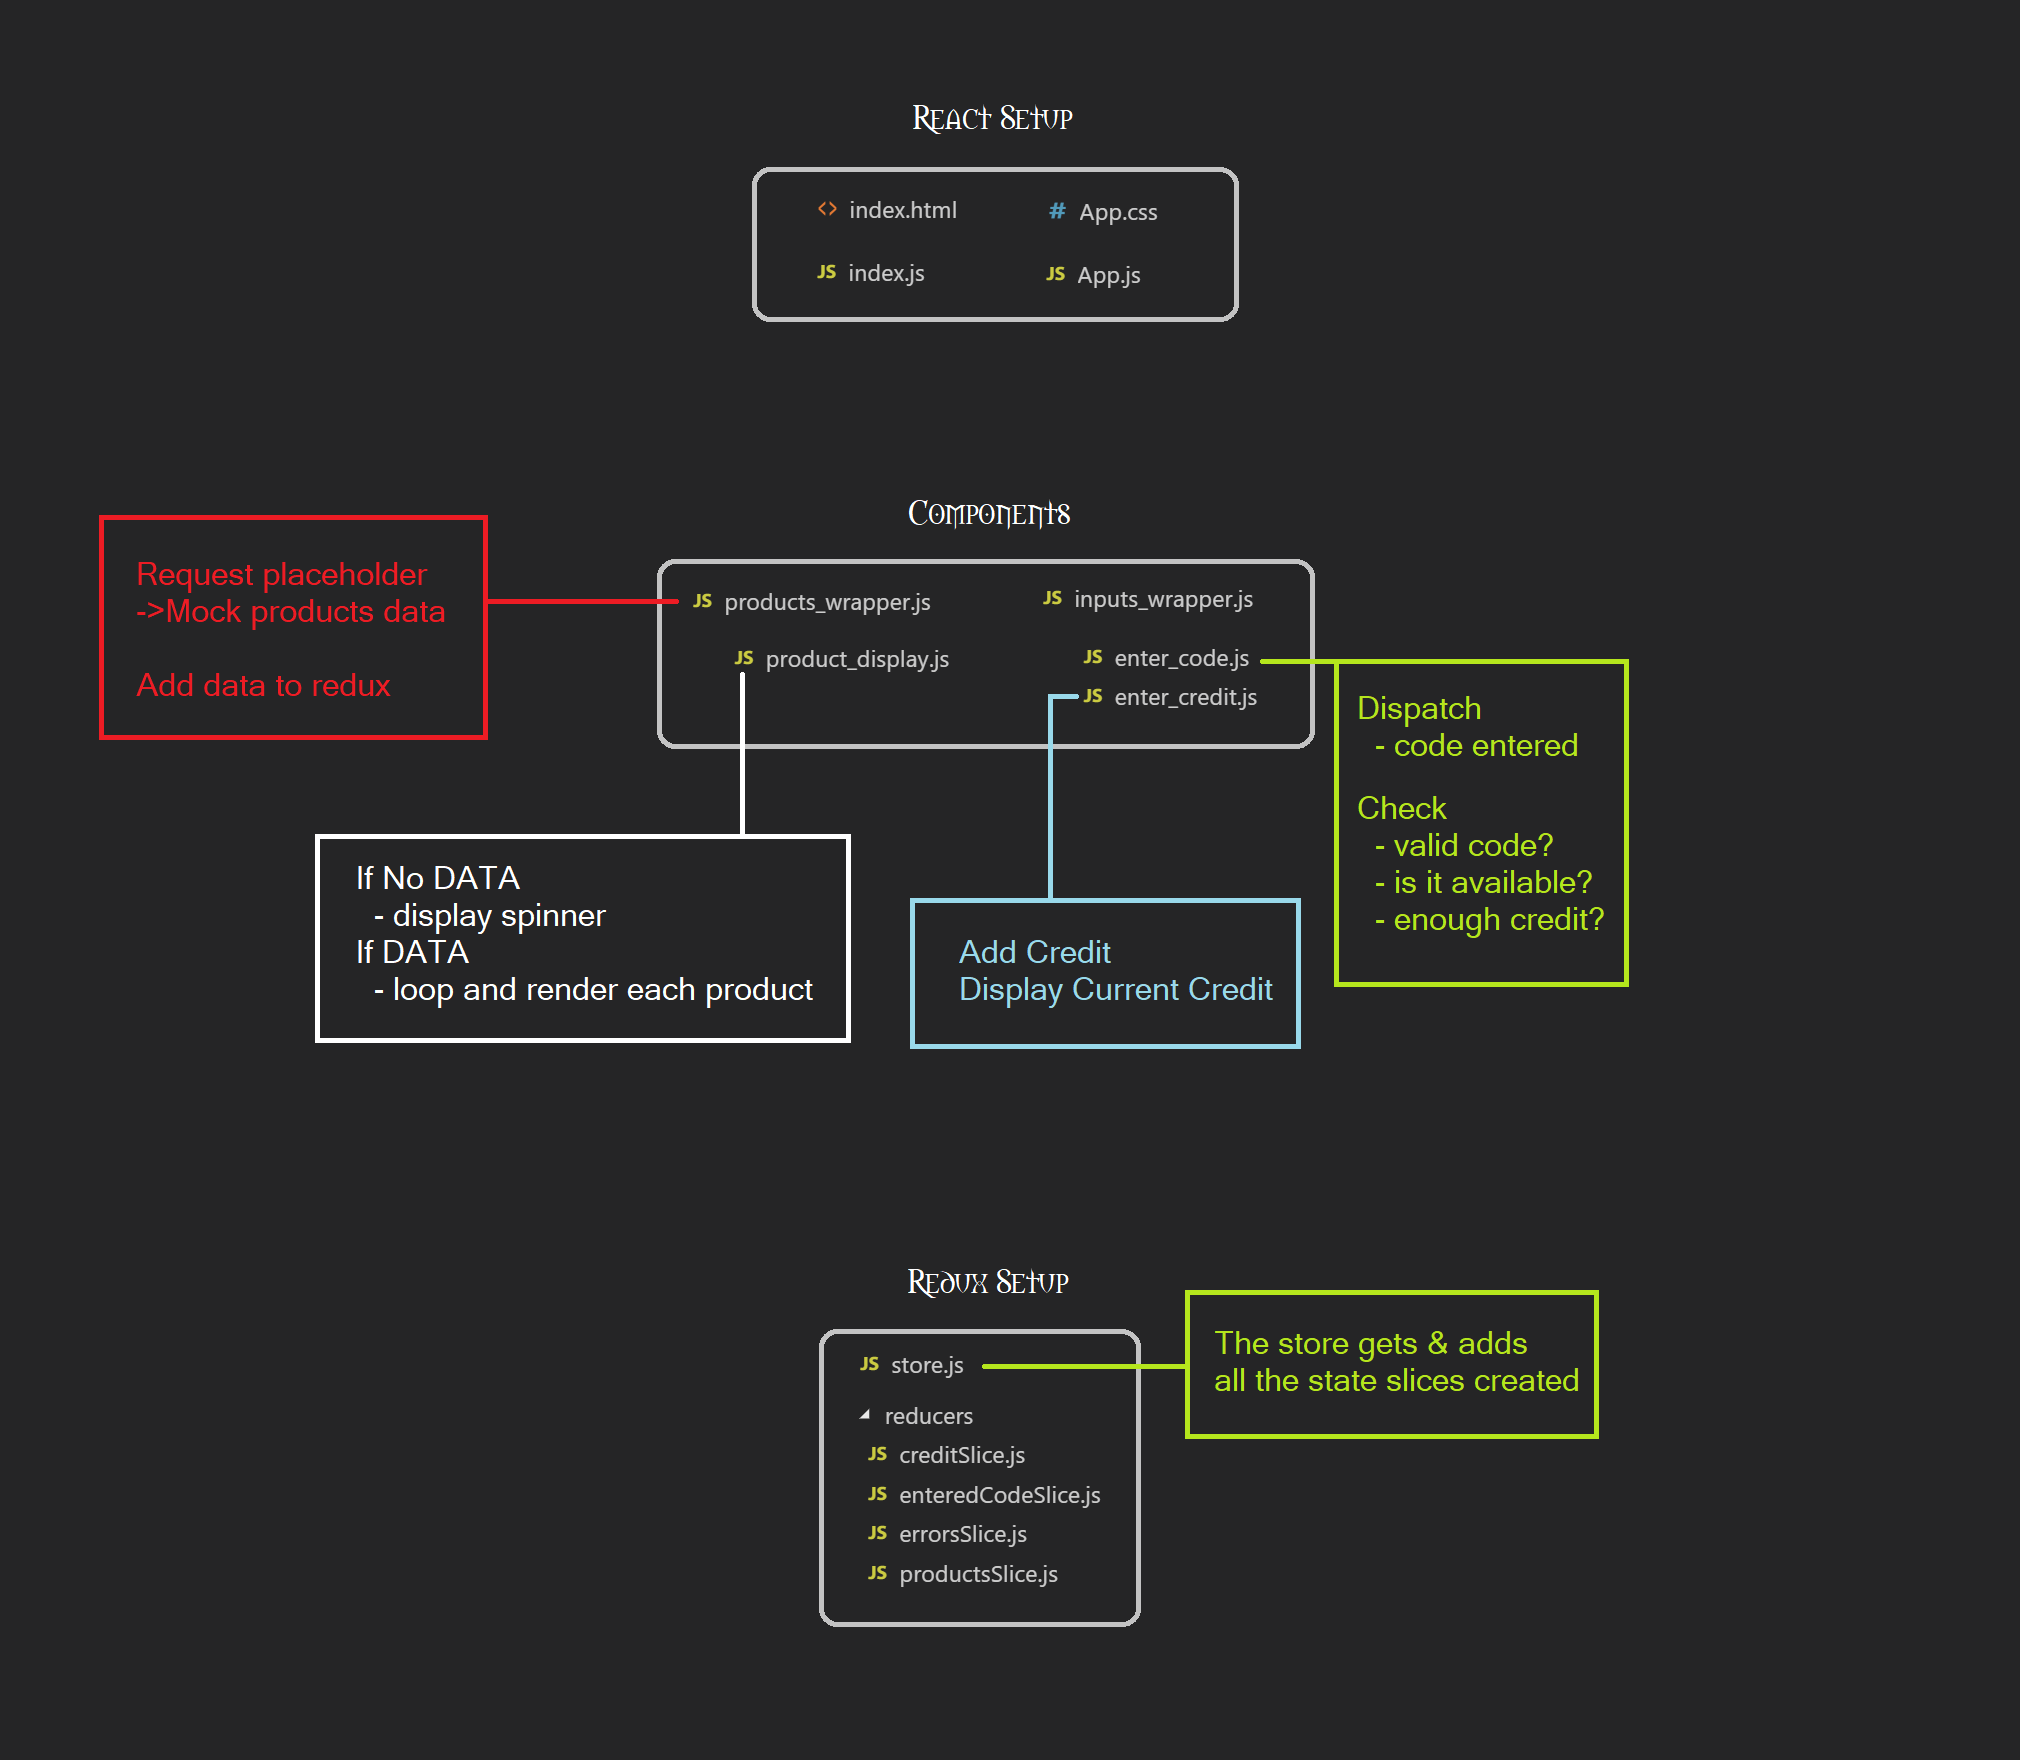 React Setup
<> index.html
# App.css
JS index.js
JS App.js
Components
Request placeholder
->Mock products data
Add data to redux
JS products_wrapper.js
JS product_display.js
JS inputs_wrapper.js
JS enter_code.js
JS enter_credit.js
Dispatch
- code entered
Check
- valid code?
- is it available?
- enough credit?
If No DATA
- display spinner
If DATA
- loop and render each product
Add Credit
Display Current Credit
Redux Setup
JS store.js
reducers
JS creditSlice.js
JS enteredCodeSlice.js
JS errorsSlice.js
JS productsSlice.js
The store gets & adds
all the state slices created